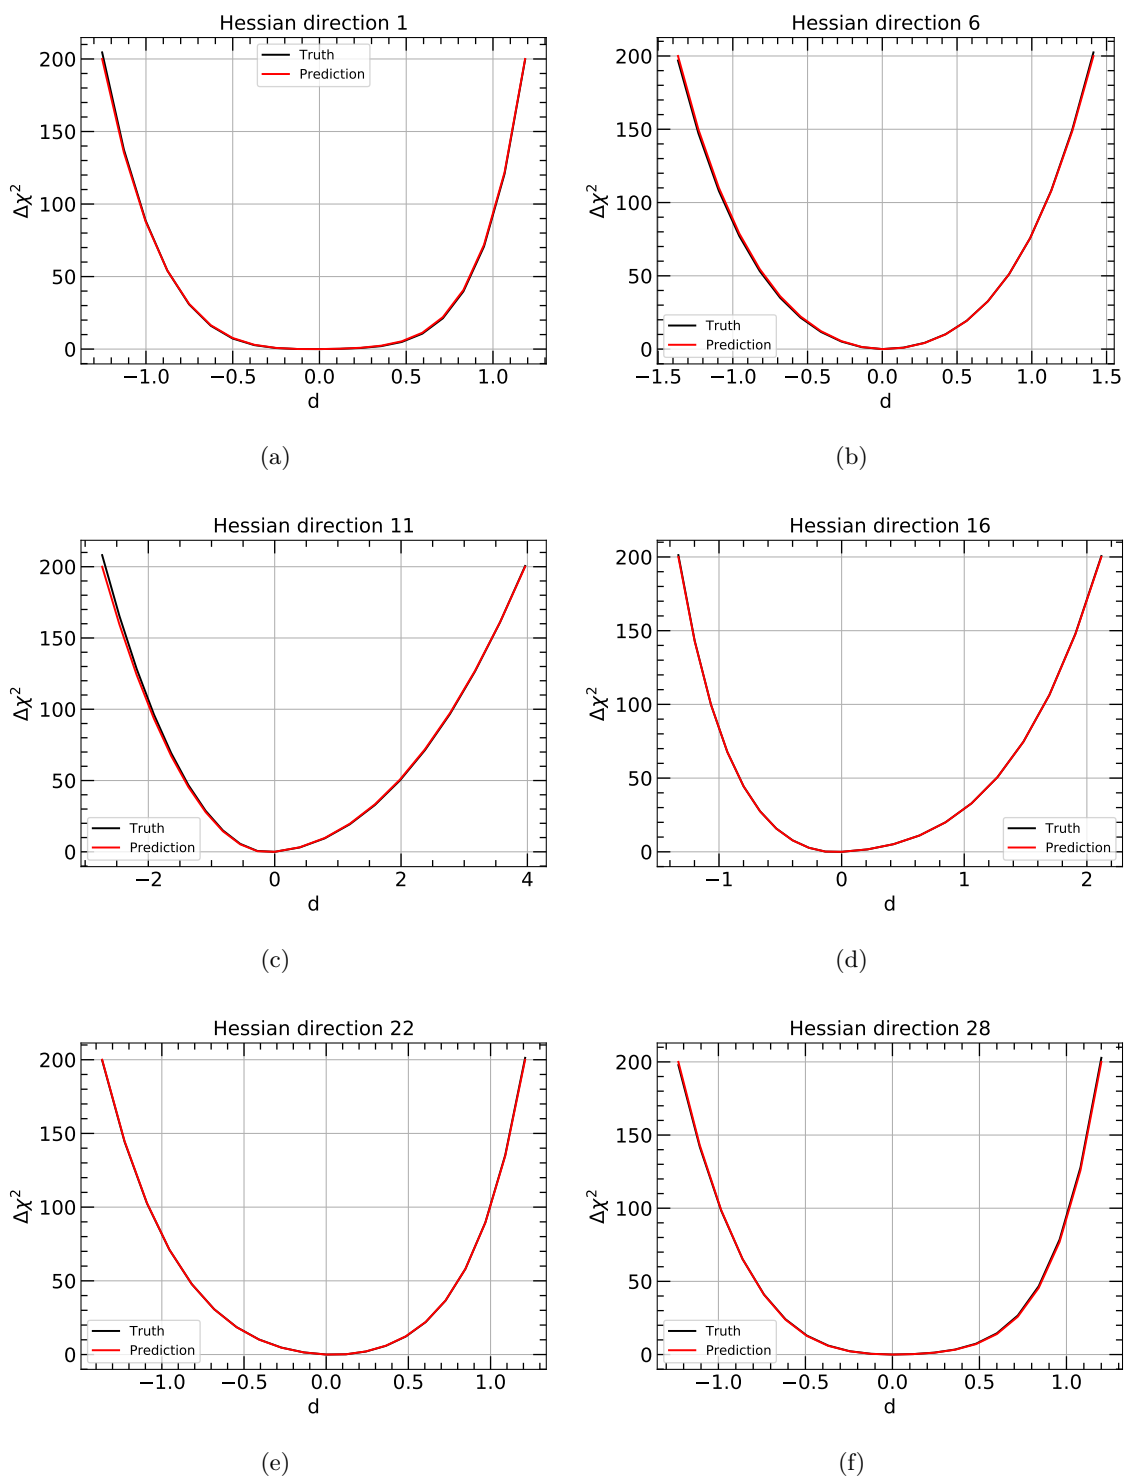 Hessian direction 1
Truth
Prediction
200
150
100
50
0
Δχ²
−1.0 −0.5 0.0 0.5 1.0
d
(a)
Hessian direction 6
200
150
100
50
0
Δχ²
Truth
Prediction
−1.5 −1.0 −0.5 0.0 0.5 1.0 1.5
d
(b)
Hessian direction 11
200
150
100
50
0
Δχ²
Truth
Prediction
−2 0 2 4
d
(c)
Hessian direction 16
200
150
100
50
0
Δχ²
Truth
Prediction
−1 0 1 2
d
(d)
Hessian direction 22
200
150
100
50
0
Δχ²
Truth
Prediction
−1.0 −0.5 0.0 0.5 1.0
d
(e)
Hessian direction 28
200
150
100
50
0
Δχ²
Truth
Prediction
−1.0 −0.5 0.0 0.5 1.0
d
(f)